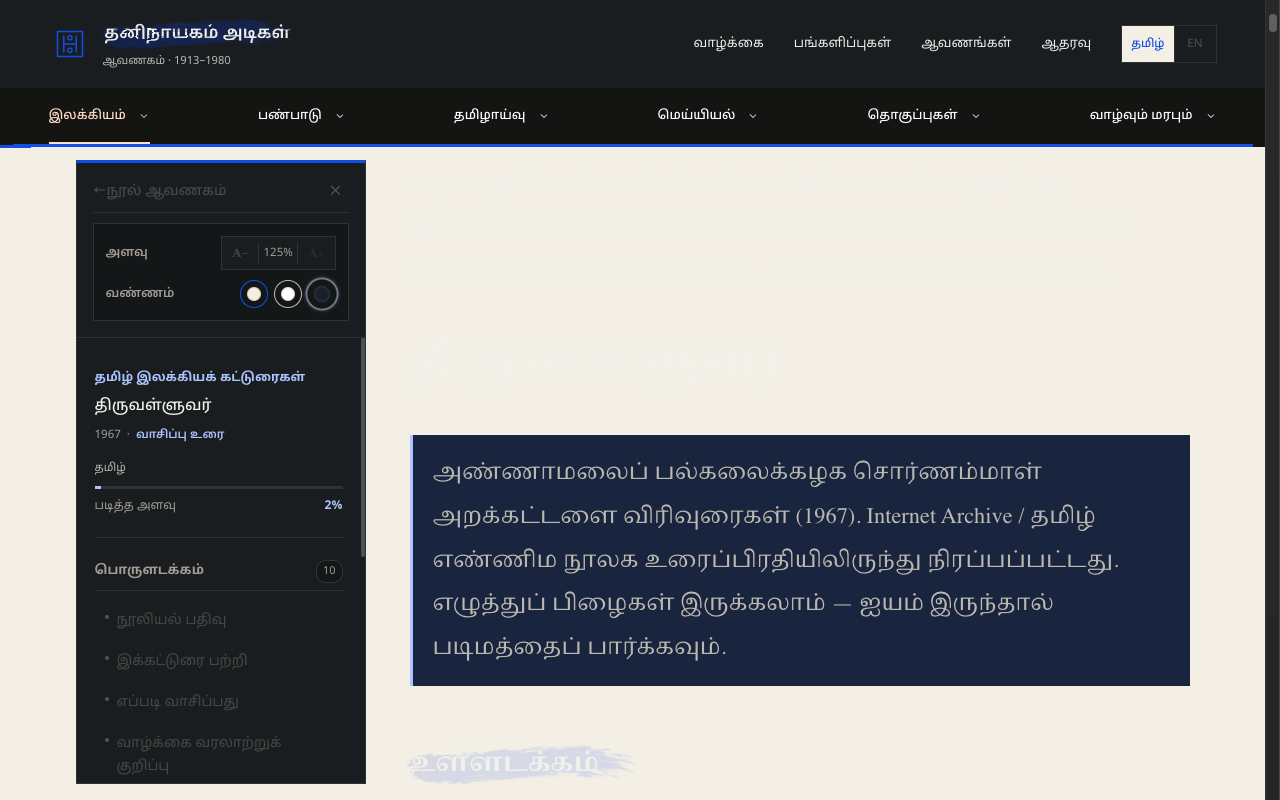 தனிநாயகம் அடிகள்
ஆவணகம் · 1913–1980
வாழ்க்கை பங்களிப்புகள் ஆவணங்கள் ஆதரவு தமிழ் EN
இலக்கியம் பண்பாடு தமிழாய்வு மெய்யியல் தொகுப்புகள் வாழ்வும் மரபும்
←நூல் ஆவணகம் ×
அளவு A− 125% A+
வண்ணம்
தமிழ் இலக்கியக் கட்டுரைகள்
திருவள்ளுவர்
1967 · வாசிப்பு உரை
தமிழ்
படித்த அளவு 2%
பொருளடக்கம் 10
• நூலியல் பதிவு
• இக்கட்டுரை பற்றி
• எப்படி வாசிப்பது
• வாழ்க்கை வரலாற்றுக்
குறிப்பு
திருவள்ளுவர்
அண்ணாமலைப் பல்கலைக்கழக சொர்ணம்மாள்
அறக்கட்டளை விரிவுரைகள் (1967). Internet Archive / தமிழ்
எண்ணிம நூலக உரைப்பிரதியிலிருந்து நிரப்பப்பட்டது.
எழுத்துப் பிழைகள் இருக்கலாம் — ஐயம் இருந்தால்
படிமத்தைப் பார்க்கவும்.
உள்ளடக்கம்